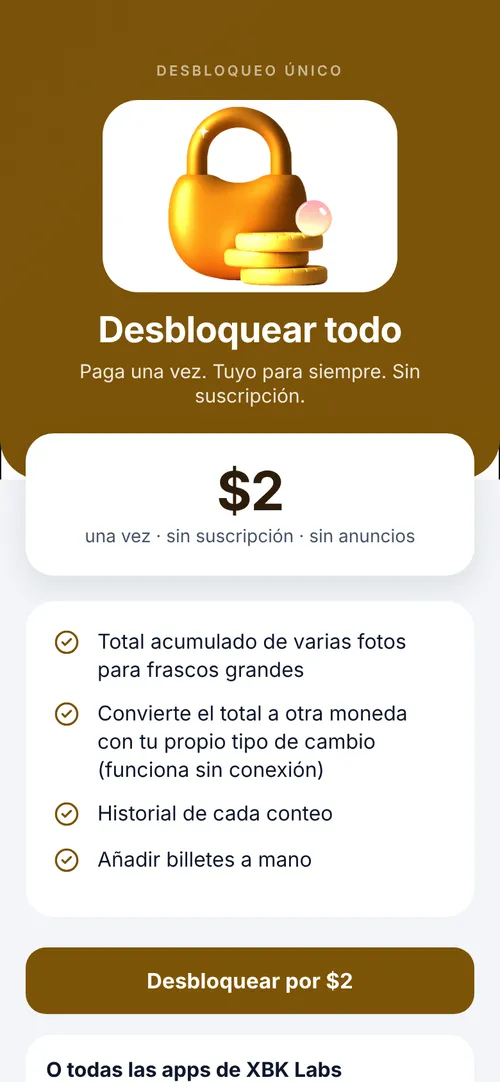 DESBLOQUEO ÚNICO
Desbloquear todo
Paga una vez. Tuyo para siempre. Sin
suscripción.
$2
una vez · sin suscripción · sin anuncios
Total acumulado de varias fotos
para frascos grandes
Convierte el total a otra moneda
con tu propio tipo de cambio
(funciona sin conexión)
Historial de cada conteo
Añadir billetes a mano
Desbloquear por $2
O todas las apps de XBK Labs